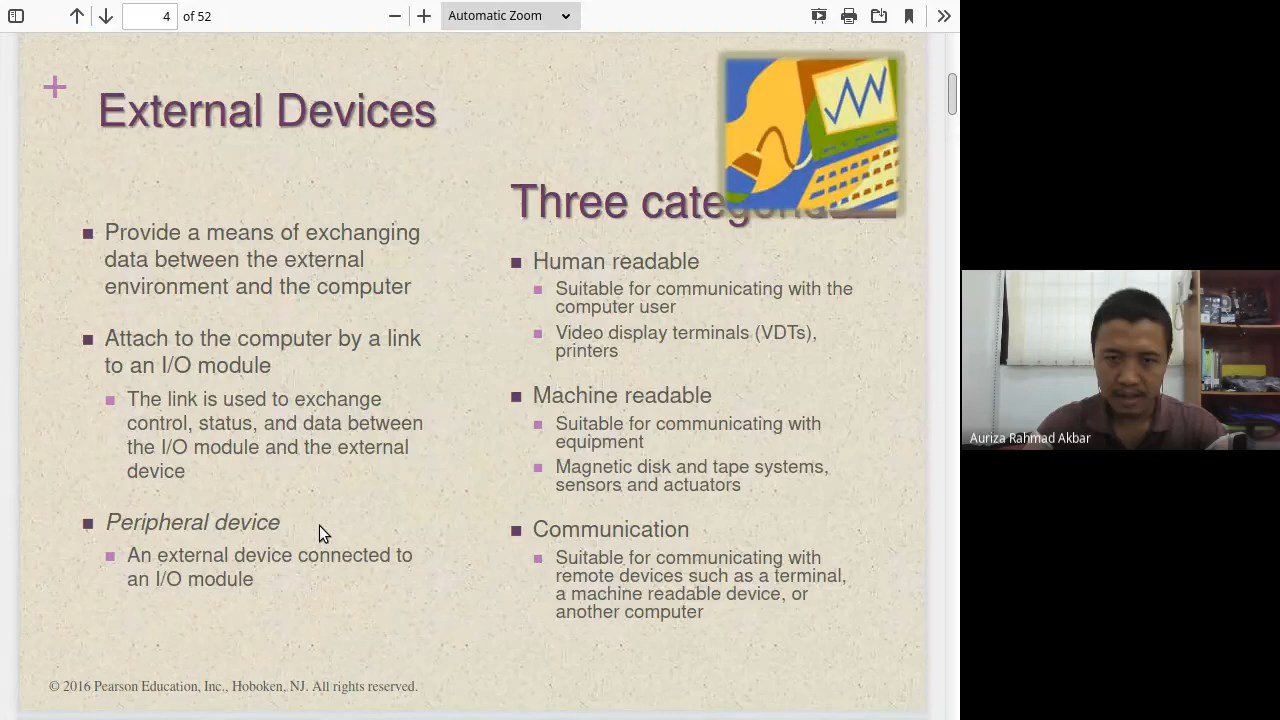 4
of 52
Automatic Zoom
+
External Devices
Provide a means of exchanging
data between the external
environment and the computer
Attach to the computer by a link
to an I/O module
The link is used to exchange
control, status, and data between
the I/O module and the external
device
Peripheral device
An external device connected to
an I/O module
Three
Human readable
Suitable for communicating with the
computer user
Video display terminals (VDTs),
printers
Machine readable
Suitable for communicating with
equipment
Magnetic disk and tape systems,
sensors and actuators
Communication
Suitable for communicating with
remote devices such as a terminal,
a machine readable device, or
another computer
© 2016 Pearson Education, Inc., Hoboken, NJ. All rights reserved.
Auriza Rahmad Akbar